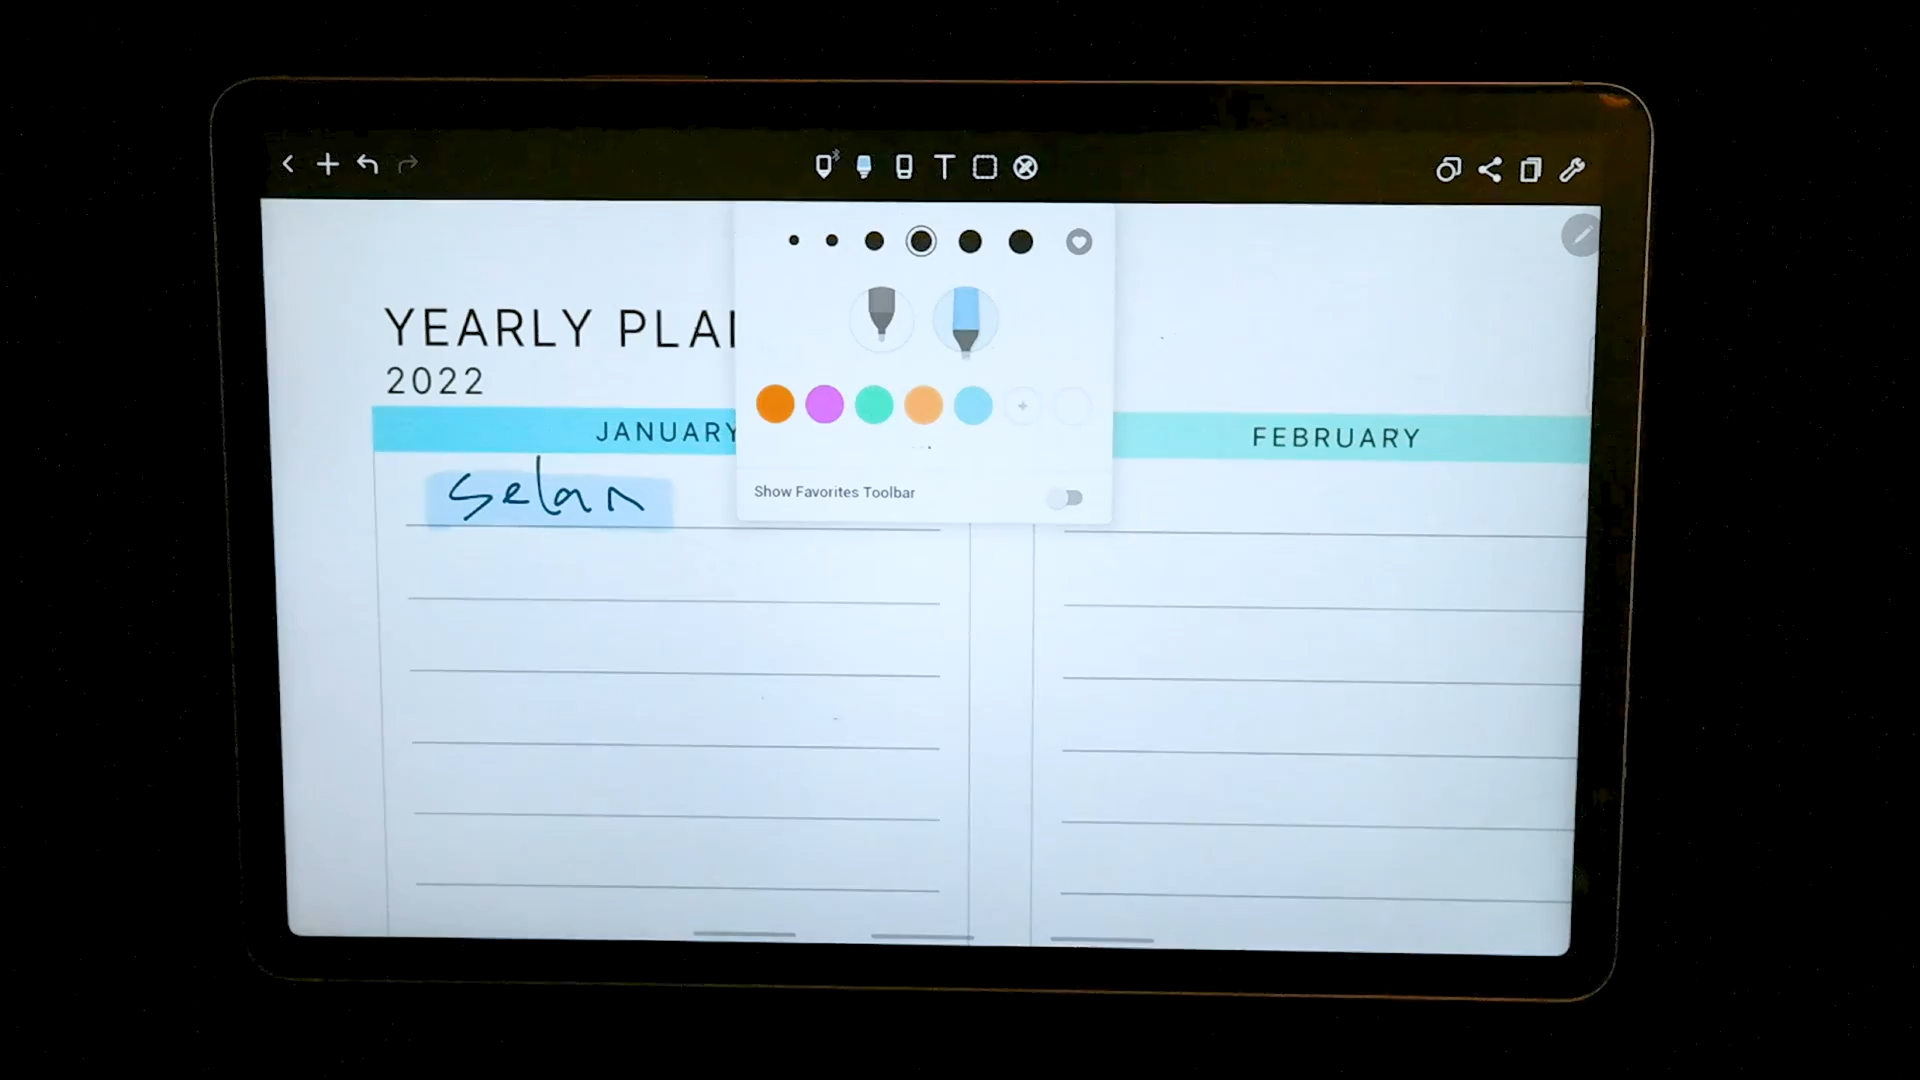 YEARLY PLA
2022
JANUARY
FEBRUARY
selan
Show Favorites Toolbar